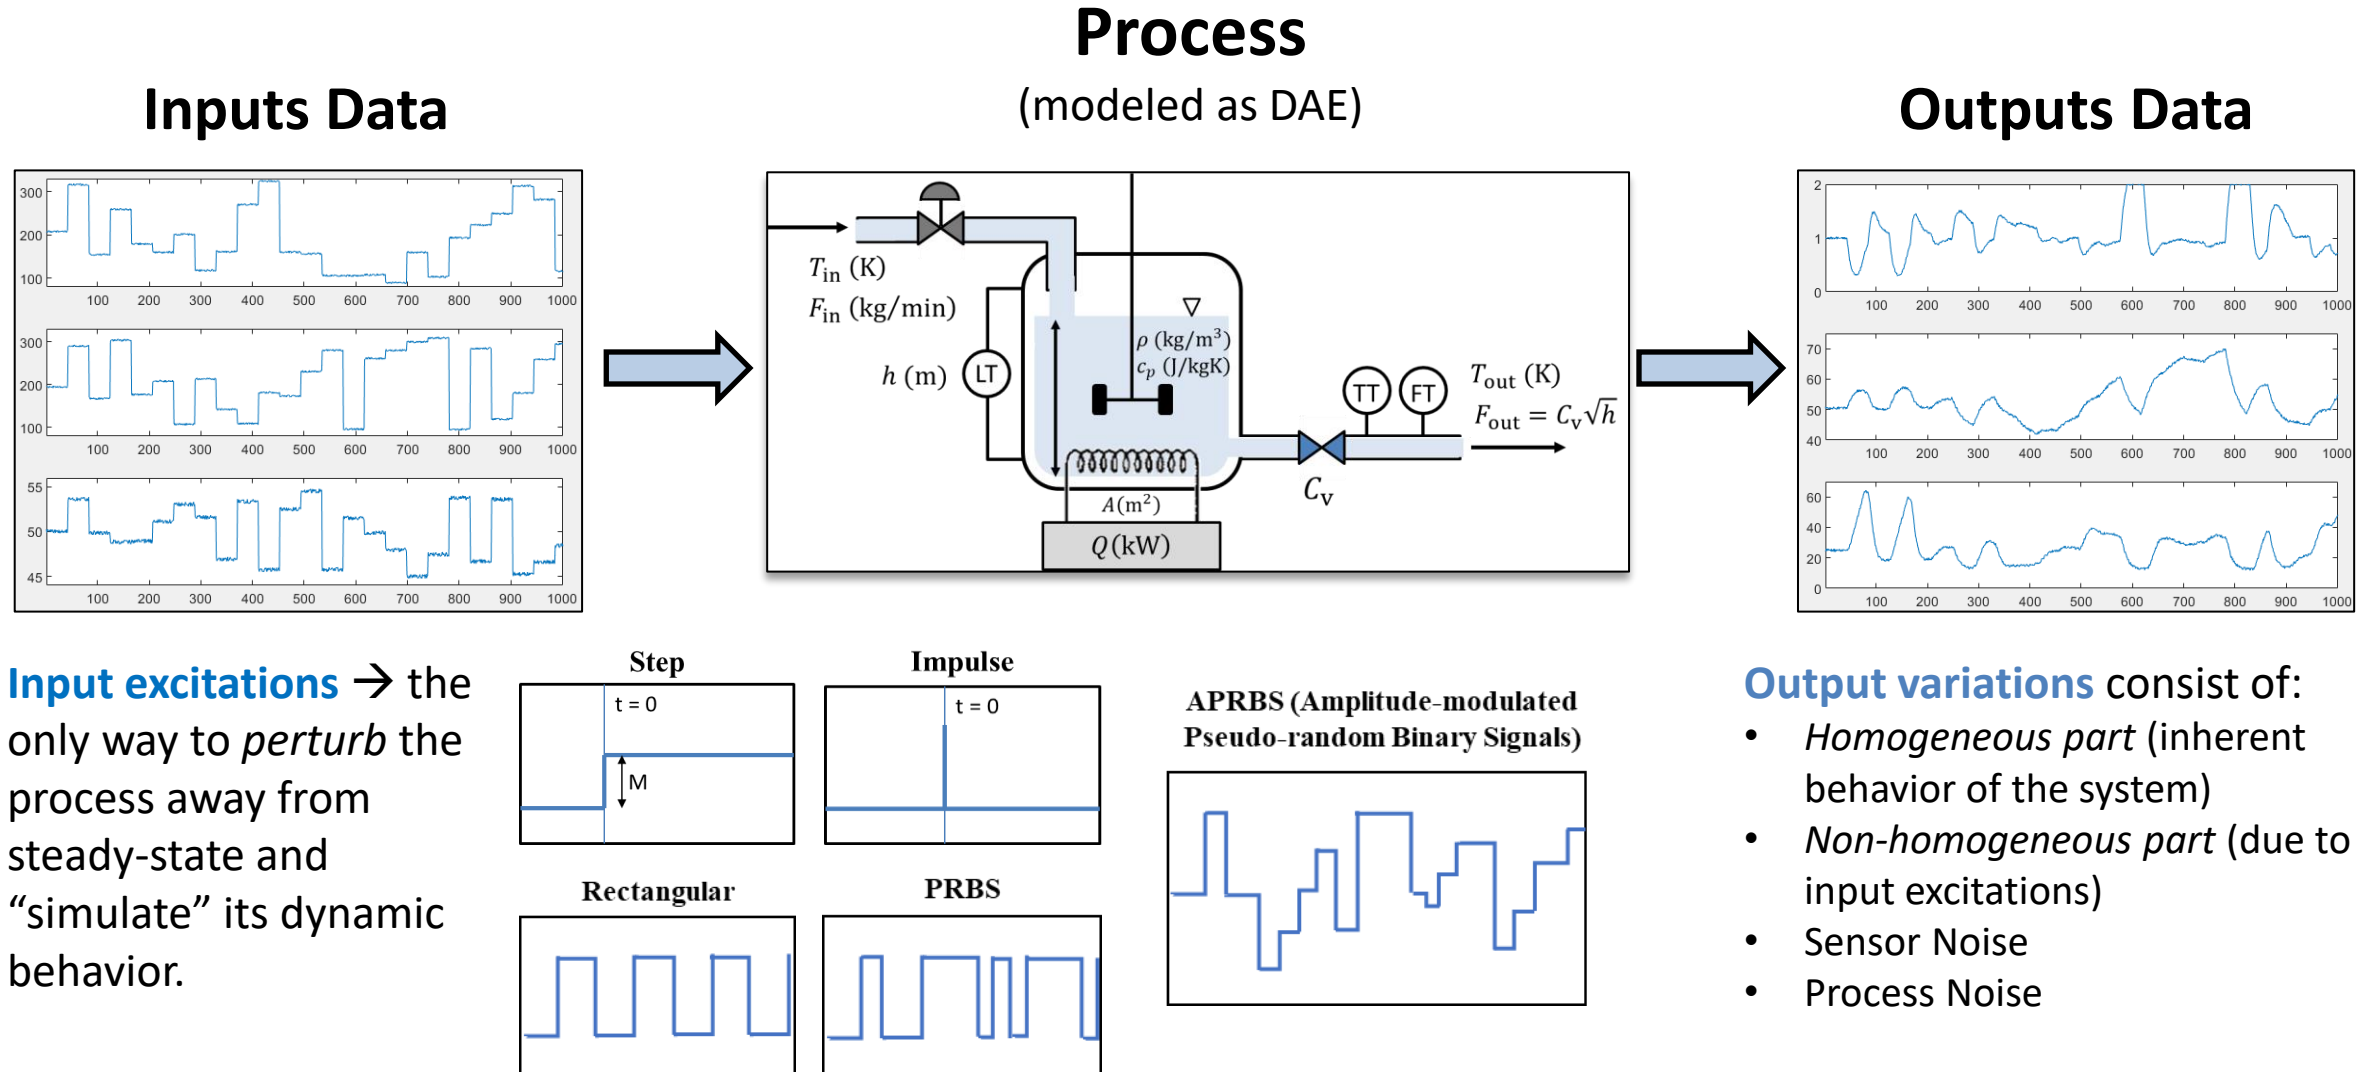 Process
(modeled as DAE)
Inputs Data
Outputs Data
300
200
100
100 200 300 400 500 600 700 800 900 1000
300
200
100
100 200 300 400 500 600 700 800 900 1000
55
50
45
100 200 300 400 500 600 700 800 900 1000
T_in (K)
F_in (kg/min)
h (m)
LT
ρ (kg/m³)
c_p (J/kgK)
A(m²)
Q(kW)
TT
FT
C_v
T_out (K)
F_out = C_v√h
2
1
0
100 200 300 400 500 600 700 800 900 1000
70
60
50
40
100 200 300 400 500 600 700 800 900 1000
60
40
20
0
100 200 300 400 500 600 700 800 900 1000
Input excitations → the
only way to perturb the
process away from
steady-state and
“simulate” its dynamic
behavior.
Step
t = 0
M
Impulse
t = 0
Rectangular
PRBS
APRBS (Amplitude-modulated
Pseudo-random Binary Signals)
Output variations consist of:
• Homogeneous part (inherent
behavior of the system)
• Non-homogeneous part (due to
input excitations)
• Sensor Noise
• Process Noise